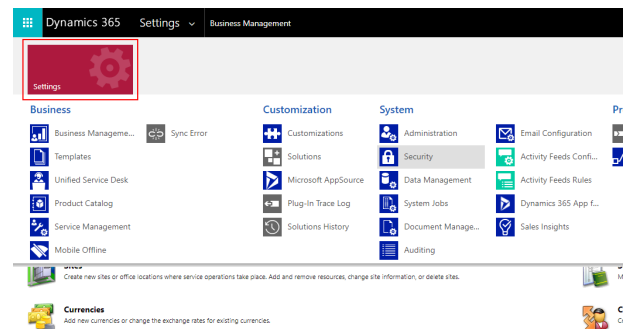 Dynamics 365 Settings Business Management
Settings
Business Customization System Pr
Business Manageme... Sync Error Customizations Administration Email Configuration
Templates Solutions Security Activity Feeds Confi...
Unified Service Desk Microsoft AppSource Data Management Activity Feeds Rules
Product Catalog Plug-In Trace Log System Jobs Dynamics 365 App f...
Service Management Solutions History Document Manage... Sales Insights
Mobile Offline Auditing
Create new sites or office locations where service operations take place. Add and remove resources, change site information, or delete sites. M
Currencies C
Add new currencies or change the exchange rates for existing currencies.